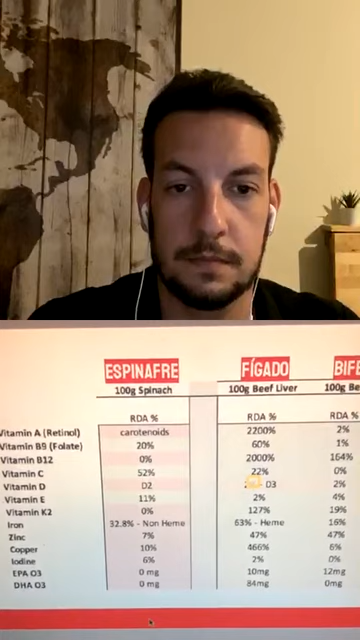 ESPINAFRE FÍGADO BIFE
100g Spinach 100g Beef Liver 100g Be
RDA % RDA % RDA %
Vitamin A (Retinol) carotenoids 2200% 2%
Vitamin B9 (Folate) 20% 60% 1%
Vitamin B12 0% 2000% 164%
Vitamin C 52% 22% 0%
Vitamin D D2 D3 2%
Vitamin E 11% 2% 4%
Vitamin K2 0% 127% 19%
Iron 32.8% - Non Heme 63% - Heme 16%
Zinc 7% 47% 47%
Copper 10% 466% 6%
Iodine 6% 2% 0%
EPA O3 0 mg 10mg 12mg
DHA O3 0 mg 84mg 0mg